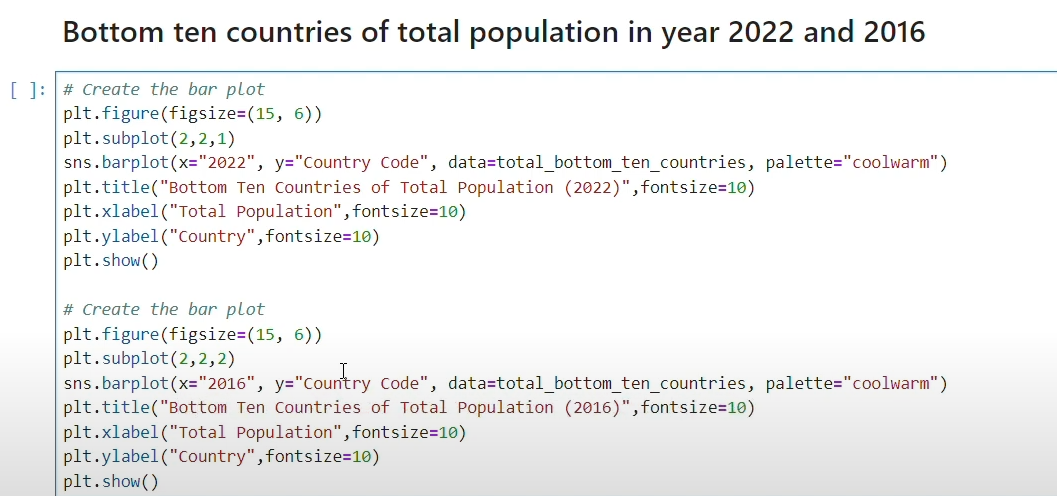 Bottom ten countries of total population in year 2022 and 2016
[ ]: # Create the bar plot
plt.figure(figsize=(15, 6))
plt.subplot(2,2,1)
sns.barplot(x="2022", y="Country Code", data=total_bottom_ten_countries, palette="coolwarm")
plt.title("Bottom Ten Countries of Total Population (2022)",fontsize=10)
plt.xlabel("Total Population",fontsize=10)
plt.ylabel("Country",fontsize=10)
plt.show()
# Create the bar plot
plt.figure(figsize=(15, 6))
plt.subplot(2,2,2)
sns.barplot(x="2016", y="Country Code", data=total_bottom_ten_countries, palette="coolwarm")
plt.title("Bottom Ten Countries of Total Population (2016)",fontsize=10)
plt.xlabel("Total Population",fontsize=10)
plt.ylabel("Country",fontsize=10)
plt.show()